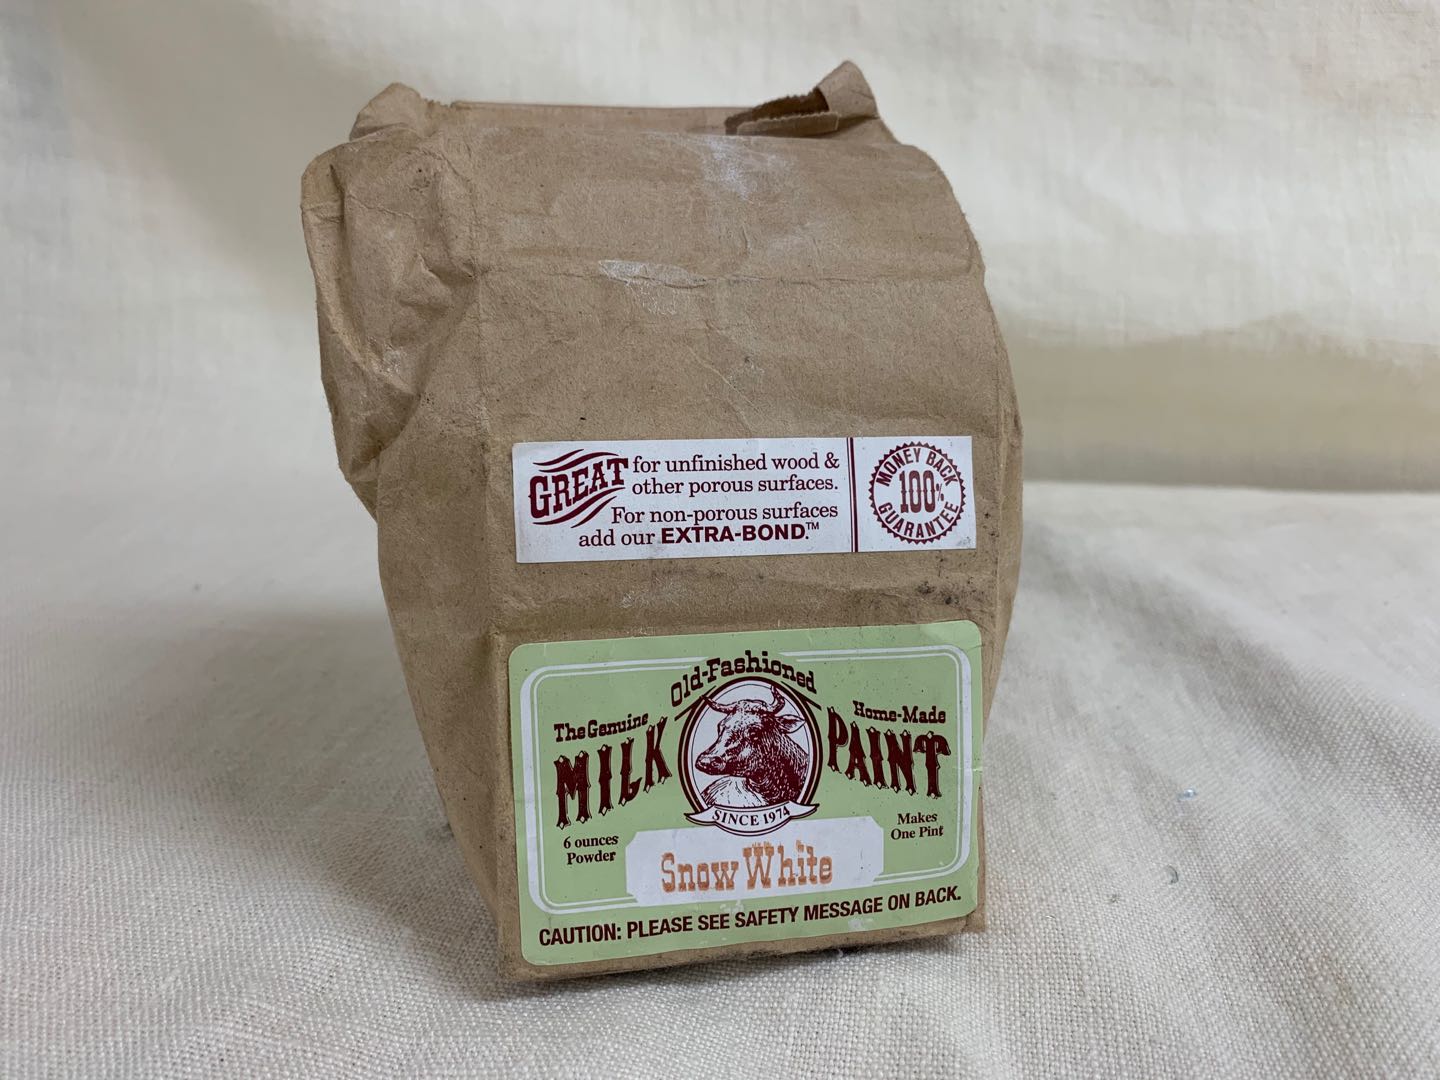 GREAT for unfinished wood &
other porous surfaces.
For non-porous surfaces
add our EXTRA-BOND.™
MONEY BACK
100%
GUARANTEE
Old-Fashioned
The Genuine
Home-Made
MILK PAINT
SINCE 1974
6 ounces
Powder
Makes
One Pint
Snow White
CAUTION: PLEASE SEE SAFETY MESSAGE ON BACK.